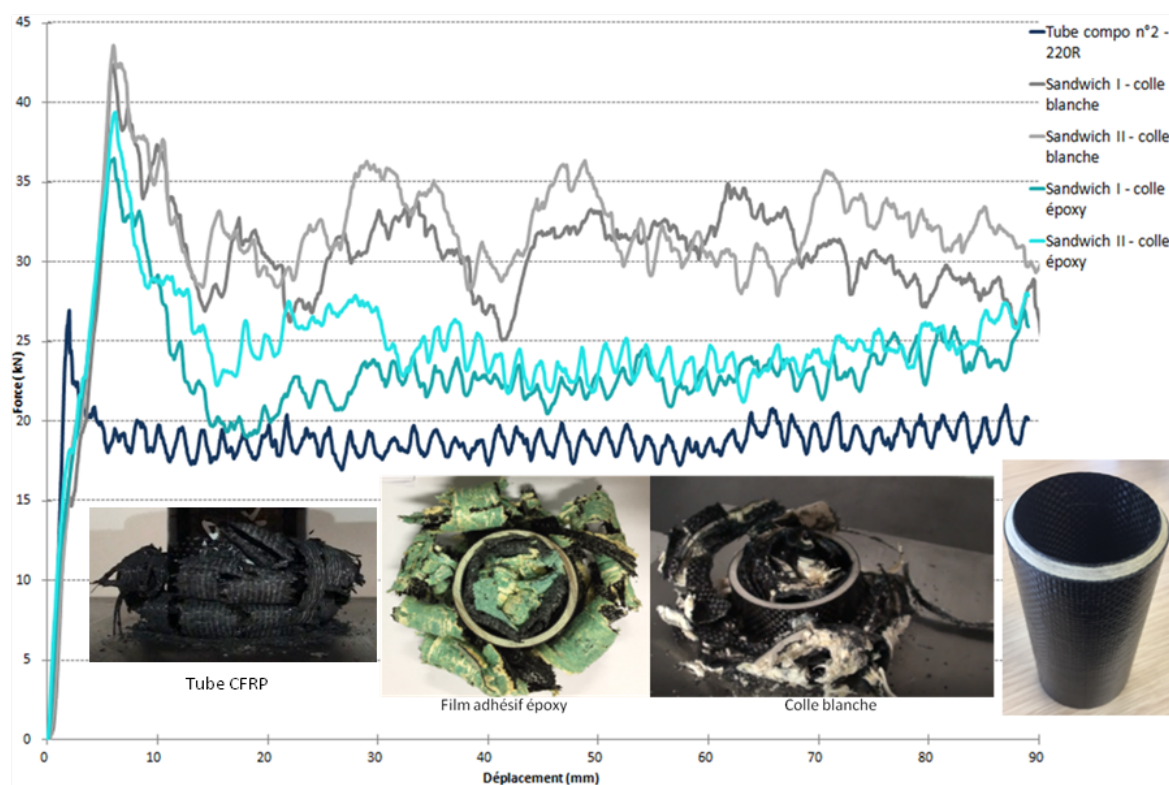 45
40
35
30
25
20
15
10
5
0
Force (kN)
0 10 20 30 40 50 60 70 80 90
Déplacement (mm)
Tube compo n°2 -
220R
Sandwich I - colle
blanche
Sandwich II - colle
blanche
Sandwich I - colle
époxy
Sandwich II - colle
époxy
Tube CFRP
Film adhésif époxy
Colle blanche